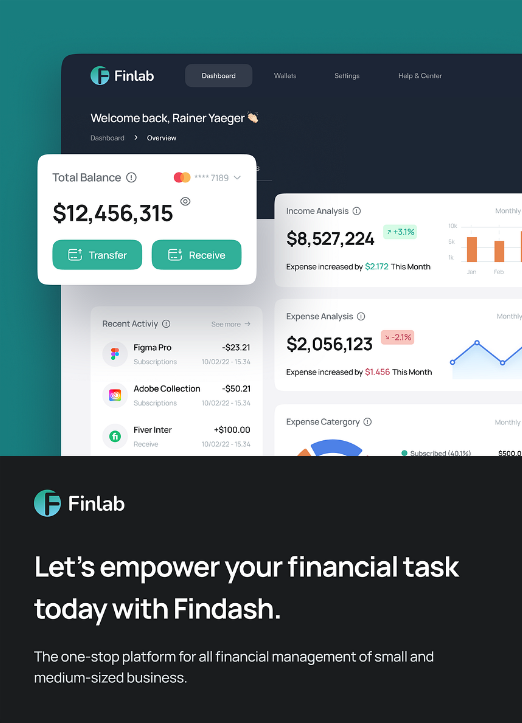 Finlab
Dashboard
Wallets
Settings
Help & Center
Welcome back, Rainer Yaeger
Dashboard > Overview
Total Balance
**** 7189
$12,456,315
Transfer
Receive
Income Analysis
Monthly
$8,527,224
+3.1%
Expense increased by $2.172 This Month
10k
5k
1k
Jan
Feb
Expense Analysis
Monthly
$2,056,123
-2.1%
Expense increased by $1.456 This Month
Recent Activiy
See more →
Figma Pro
-$23.21
Subscriptions
10/02/22 - 15.34
Adobe Collection
-$50.21
Subscriptions
10/02/22 - 15.34
Fiver Inter
+$100.00
Receive
10/02/22 - 15.34
Expense Catergory
Monthly
Subscribed (40.1%)
$500.0
Finlab
Let's empower your financial task
today with Findash.
The one-stop platform for all financial management of small and
medium-sized business.